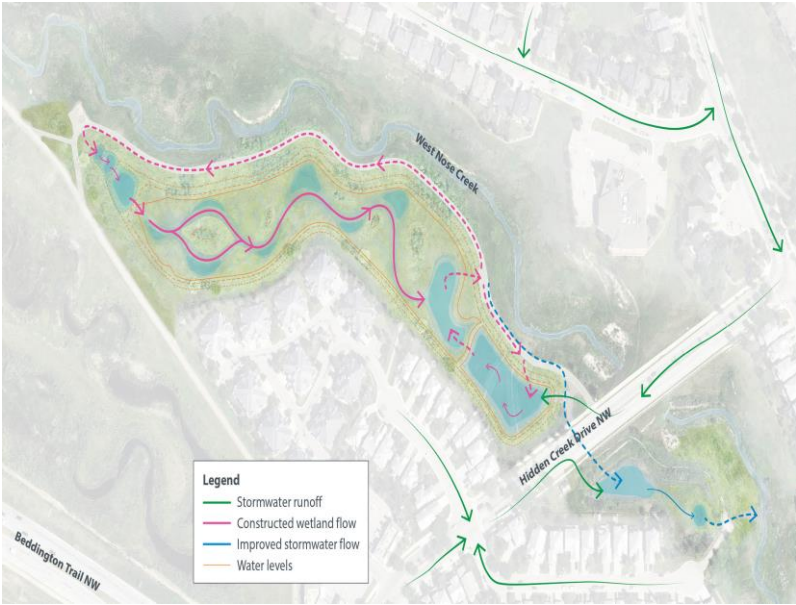 West Nose Creek
Hidden Creek Drive NW
Legend
Stormwater runoff
Constructed wetland flow
Improved stormwater flow
Water levels
Beddington Trail NW